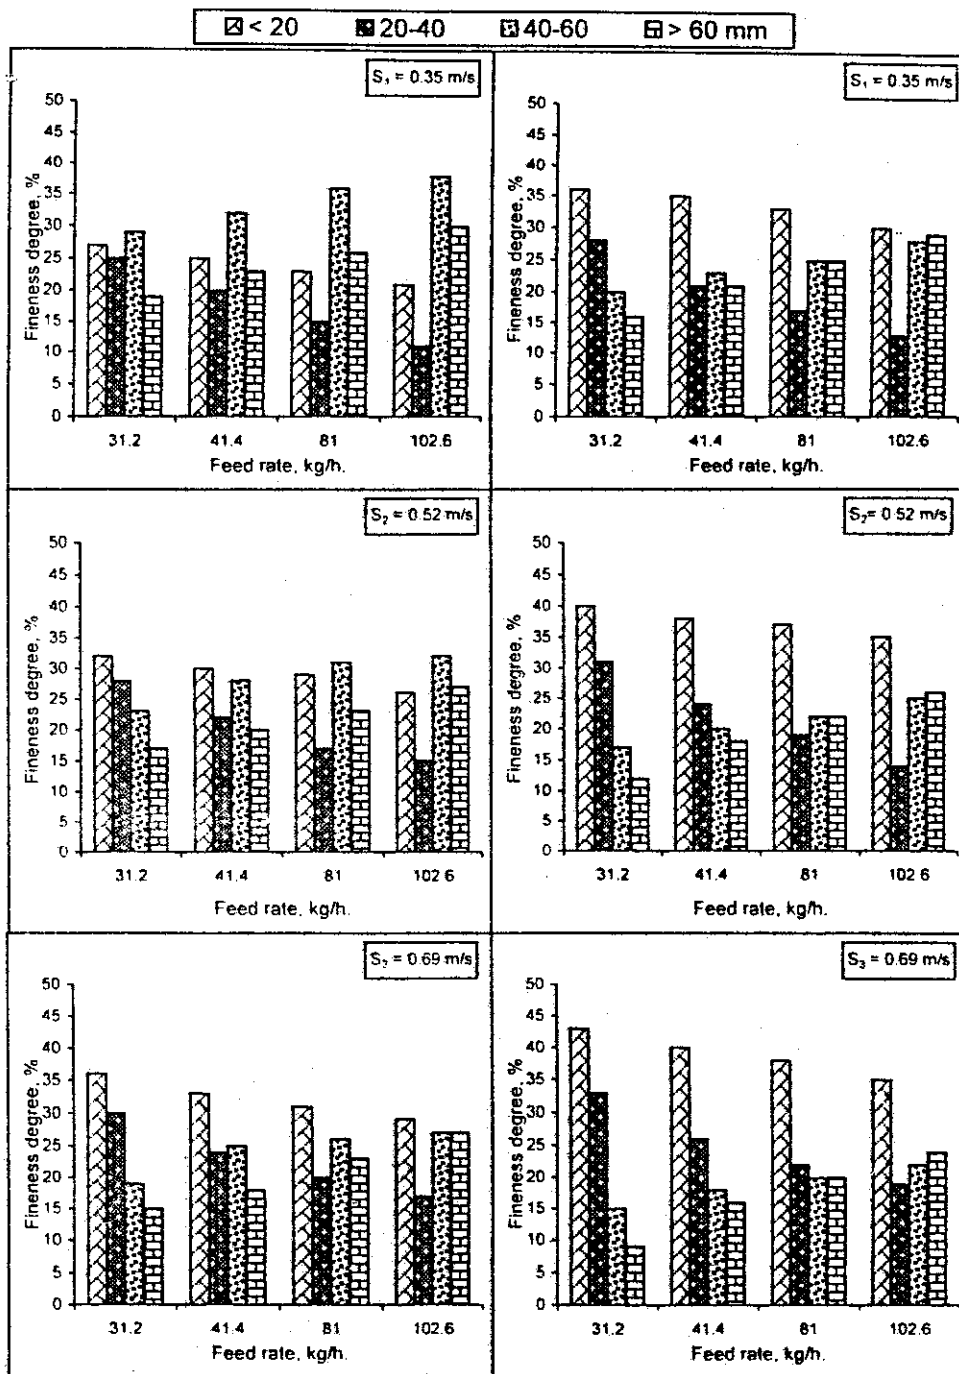 < 20 20-40 40-60 > 60 mm
S₁ = 0.35 m/s
Fineness degree, %
50
45
40
35
30
25
20
15
10
5
0
31.2 41.4 81 102.6
Feed rate, kg/h.
S₁ = 0.35 m/s
Fineness degree, %
50
45
40
35
30
25
20
15
10
5
0
31.2 41.4 81 102.6
Feed rate, kg/h.
S₂ = 0.52 m/s
Fineness degree, %
50
45
40
35
30
25
20
15
10
5
0
31.2 41.4 81 102.6
Feed rate, kg/h.
S₂= 0.52 m/s
Fineness degree, %
50
45
40
35
30
25
20
15
10
5
0
31.2 41.4 81 102.6
Feed rate, kg/h.
= 0.69 m/s
Fineness degree, %
50
45
40
35
30
25
20
15
10
5
0
31.2 41.4 81 102.6
Feed rate, kg/h.
S₃ = 0.69 m/s
Fineness degree, %
50
45
40
35
30
25
20
15
10
5
0
31.2 41.4 81 102.6
Feed rate, kg/h.